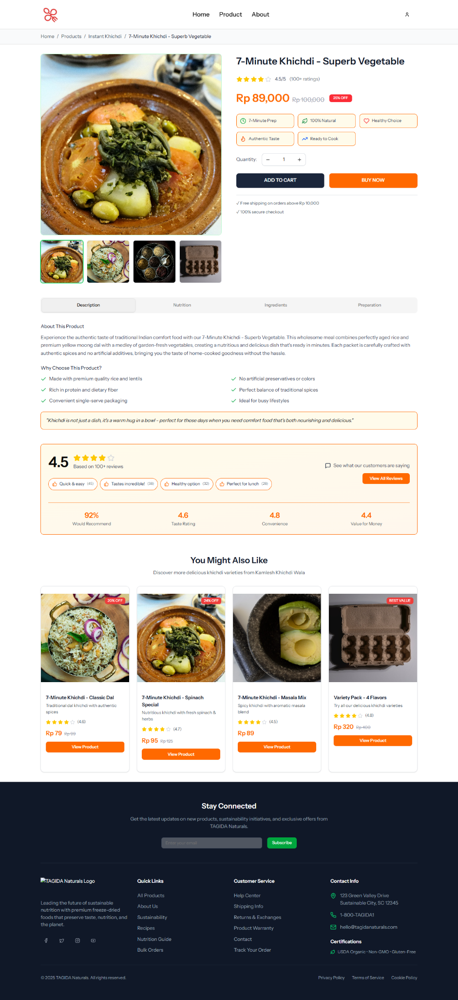 Home Product About
Home / Products / Instant Khichdi / 7-Minute Khichdi - Superb Vegetable
7-Minute Khichdi - Superb Vegetable
4.5/5 (100+ ratings)
Rp 89,000 Rp 100,000 25% OFF
7-Minute Prep
100% Natural
Healthy Choice
Authentic Taste
Ready to Cook
Quantity: − 1 +
ADD TO CART
BUY NOW
✓ Free shipping on orders above Rp 10,000
✓ 100% secure checkout
Description
Nutrition
Ingredients
Preparation
About This Product
Experience the authentic taste of traditional Indian comfort food with our 7-Minute Khichdi - Superb Vegetable. This wholesome meal combines perfectly aged rice and
premium yellow moong dal with a medley of garden-fresh vegetables, creating a nutritious and delicious dish that's ready in minutes. Each packet is carefully crafted with
authentic spices and no artificial additives, bringing you the taste of home-cooked goodness without the hassle.
Why Choose This Product?
Made with premium quality rice and lentils
No artificial preservatives or colors
Rich in protein and dietary fiber
Perfect balance of traditional spices
Convenient single-serve packaging
Ideal for busy lifestyles
"Khichdi is not just a dish, it's a warm hug in a bowl - perfect for those days when you need comfort food that's both nourishing and delicious."
4.5
Based on 100+ reviews
See what our customers are saying
View All Reviews
Quick & easy (45)
Tastes incredible! (38)
Healthy option (32)
Perfect for lunch (28)
92%
Would Recommend
4.6
Taste Rating
4.8
Convenience
4.4
Value for Money
You Might Also Like
Discover more delicious khichdi varieties from Kamlesh Khichdi Wala
20% OFF
7-Minute Khichdi - Classic Dal
Traditional dal khichdi with authentic
spices
(4.6)
Rp 79 Rp 99
View Product
24% OFF
7-Minute Khichdi - Spinach
Special
Nutritious khichdi with fresh spinach &
herbs
(4.7)
Rp 95 Rp 125
View Product
7-Minute Khichdi - Masala Mix
Spicy khichdi with aromatic masala
blend
(4.5)
Rp 89
View Product
BEST VALUE
Variety Pack - 4 Flavors
Try all our delicious khichdi varieties
(4.8)
Rp 320 Rp 400
View Product
Stay Connected
Get the latest updates on new products, sustainability initiatives, and exclusive offers from
TAGIDA Naturals.
Enter your email
Subscribe
TAGIDA Naturals Logo
Leading the future of sustainable
nutrition with premium freeze-dried
foods that preserve taste, nutrition, and
the planet.
Quick Links
All Products
About Us
Sustainability
Recipes
Nutrition Guide
Bulk Orders
Customer Service
Help Center
Shipping Info
Returns & Exchanges
Product Warranty
Contact
Track Your Order
Contact Info
123 Green Valley Drive
Sustainable City, SC 12345
1-800-TAGIDA1
hello@tagidanaturals.com
Certifications
USDA Organic • Non-GMO • Gluten-Free
© 2025 TAGIDA Naturals. All rights reserved.
Privacy Policy
Terms of Service
Cookie Policy